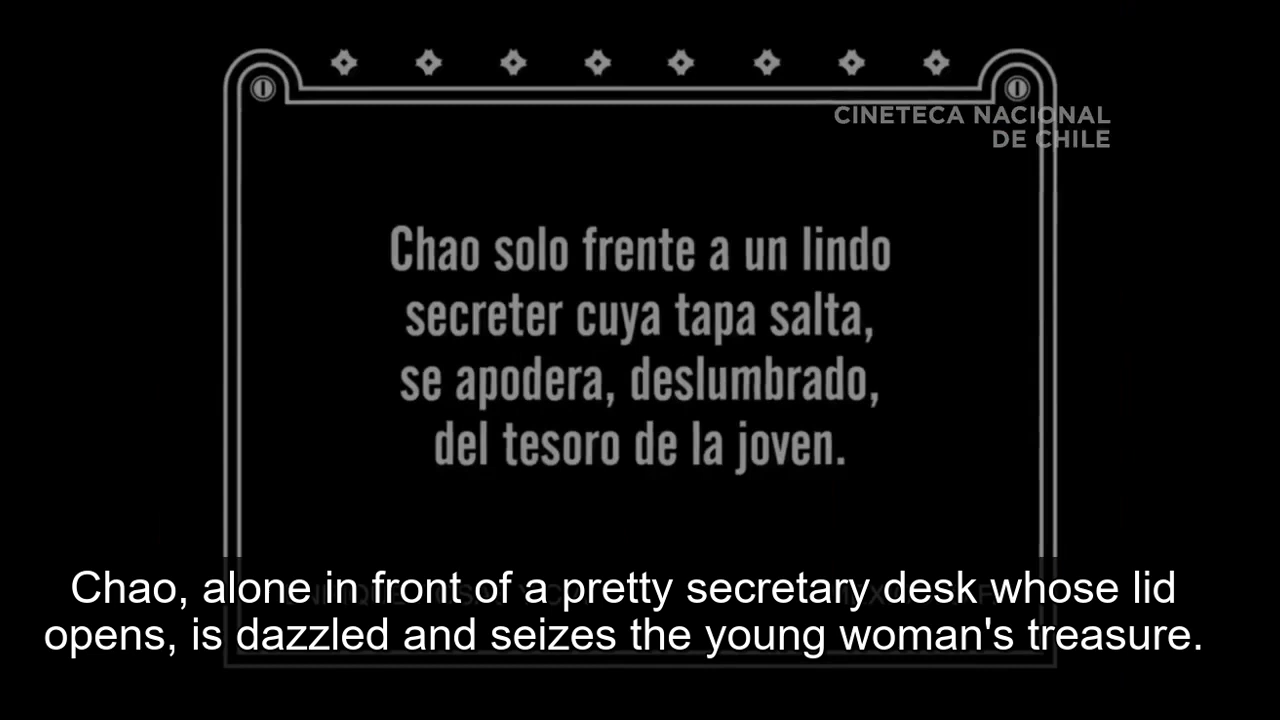 CINETECA NACIONAL
DE CHILE
Chao solo frente a un lindo
secreter cuya tapa salta,
se apodera, deslumbrado,
del tesoro de la joven.
Chao, alone in front of a pretty secretary desk whose lid
opens, is dazzled and seizes the young woman's treasure.